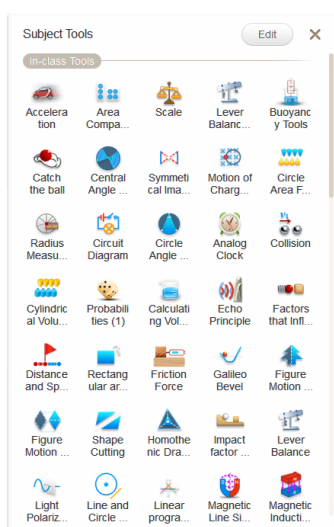 Subject Tools Edit
In-class Tools
Accelera
tion
Area
Compa...
Scale
Lever
Balanc...
Buoyanc
y Tools
Catch
the ball
Central
Angle ...
Symmeti
cal Ima...
Motion of
Charg...
Circle
Area F...
Radius
Measu...
Circuit
Diagram
Circle
Angle ...
Analog
Clock
V₁
Collision
Cylindric
al Volu...
Probabili
ties (1)
Calculati
ng Vol...
Echo
Principle
Factors
that Infl...
Distance
and Sp...
Rectang
ular ar...
Friction
Force
Galileo
Bevel
Figure
Motion ...
Figure
Motion ...
Shape
Cutting
Homothe
nic Dra...
Impact
factor ...
Lever
Balance
Light
Polariz...
Line and
Circle ...
Linear
progra...
Magnetic
Line Si...
Magnetic
Inducti...